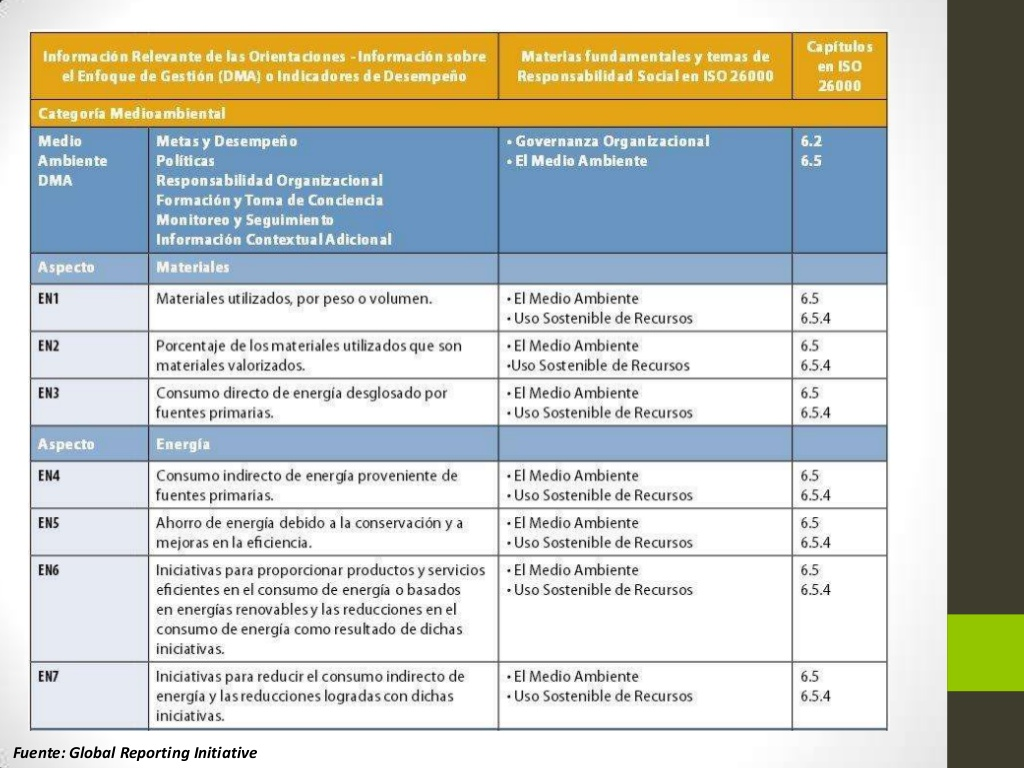 Información Relevante de las Orientaciones - Información sobre
el Enfoque de Gestión (DMA) o Indicadores de Desempeño
Materias fundamentales y temas de
Responsabilidad Social en ISO 26000
Capítulos
en ISO
26000
Categoría Medioambiental
Medio
Ambiente
DMA
Metas y Desempeño
Políticas
Responsabilidad Organizacional
Formación y Toma de Conciencia
Monitoreo y Seguimiento
Información Contextual Adicional
• Governanza Organizacional
• El Medio Ambiente
6.2
6.5
Aspecto
Materiales
EN1
Materiales utilizados, por peso o volumen.
• El Medio Ambiente
• Uso Sostenible de Recursos
6.5
6.5.4
EN2
Porcentaje de los materiales utilizados que son
materiales valorizados.
• El Medio Ambiente
•Uso Sostenible de Recursos
6.5
6.5.4
EN3
Consumo directo de energía desglosado por
fuentes primarias.
• El Medio Ambiente
• Uso Sostenible de Recursos
6.5
6.5.4
Aspecto
Energía
EN4
Consumo indirecto de energía proveniente de
fuentes primarias.
• El Medio Ambiente
• Uso Sostenible de Recursos
6.5
6.5.4
EN5
Ahorro de energía debido a la conservación y a
mejoras en la eficiencia.
• El Medio Ambiente
• Uso Sostenible de Recursos
6.5
6.5.4
EN6
Iniciativas para proporcionar productos y servicios
eficientes en el consumo de energía o basados
en energías renovables y las reducciones en el
consumo de energía como resultado de dichas
iniciativas.
• El Medio Ambiente
• Uso Sostenible de Recursos
6.5
6.5.4
EN7
Iniciativas para reducir el consumo indirecto de
energía y las reducciones logradas con dichas
iniciativas.
• El Medio Ambiente
• Uso Sostenible de Recursos
6.5
6.5.4
Fuente: Global Reporting Initiative